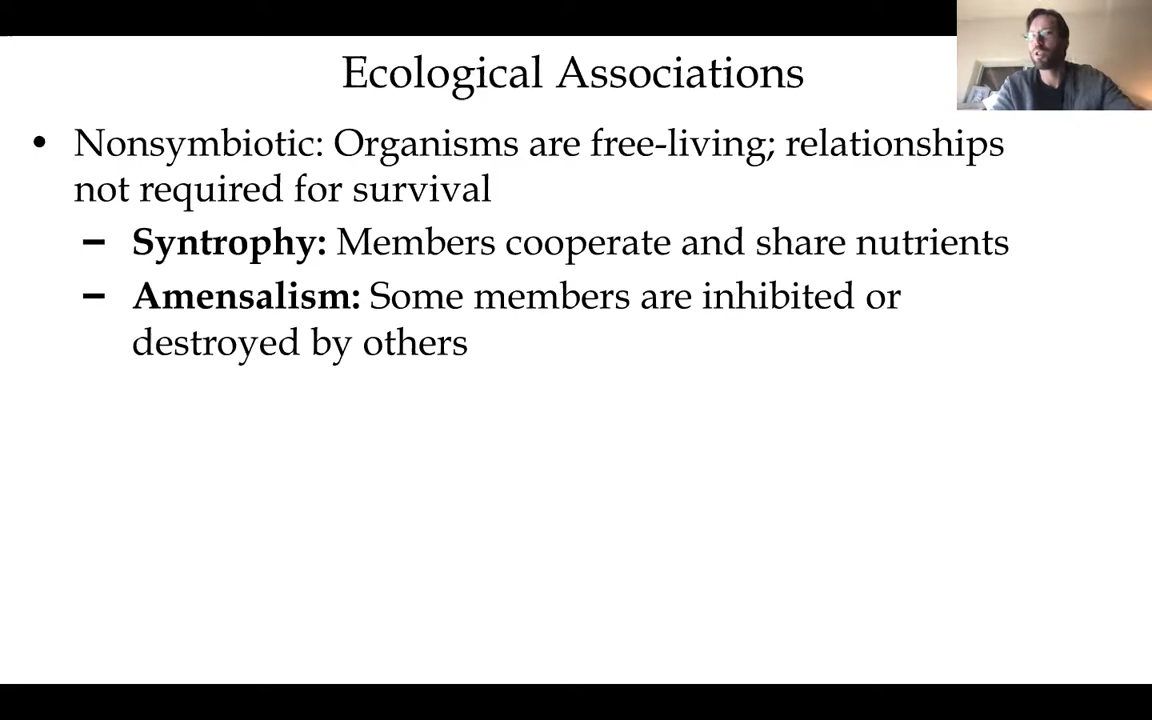 Ecological Associations
• Nonsymbiotic: Organisms are free-living; relationships
not required for survival
– Syntrophy: Members cooperate and share nutrients
– Amensalism: Some members are inhibited or
destroyed by others